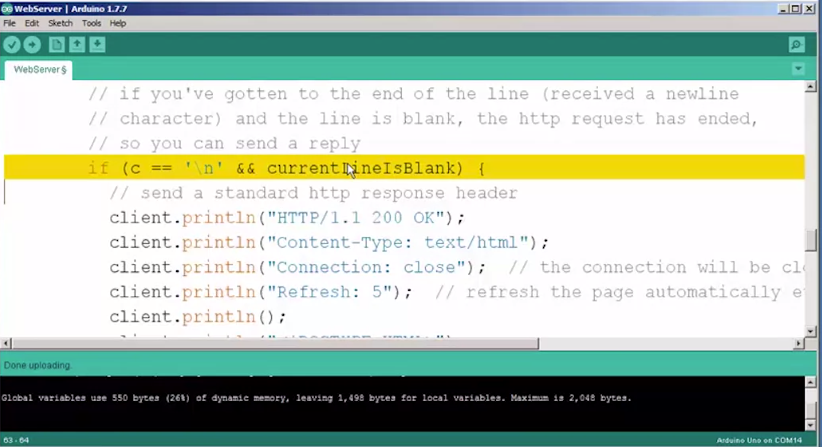 WebServer | Arduino 1.7.7
File Edit Sketch Tools Help
WebServer §
// if you've gotten to the end of the line (received a newline
// character) and the line is blank, the http request has ended,
// so you can send a reply
if (c == '\n' && currentLineIsBlank) {
// send a standard http response header
client.println("HTTP/1.1 200 OK");
client.println("Content-Type: text/html");
client.println("Connection: close"); // the connection will be clo
client.println("Refresh: 5"); // refresh the page automatically e
client.println();
Done uploading.
Global variables use 550 bytes (26%) of dynamic memory, leaving 1,498 bytes for local variables. Maximum is 2,048 bytes.
63 - 64
Arduino Uno on COM14